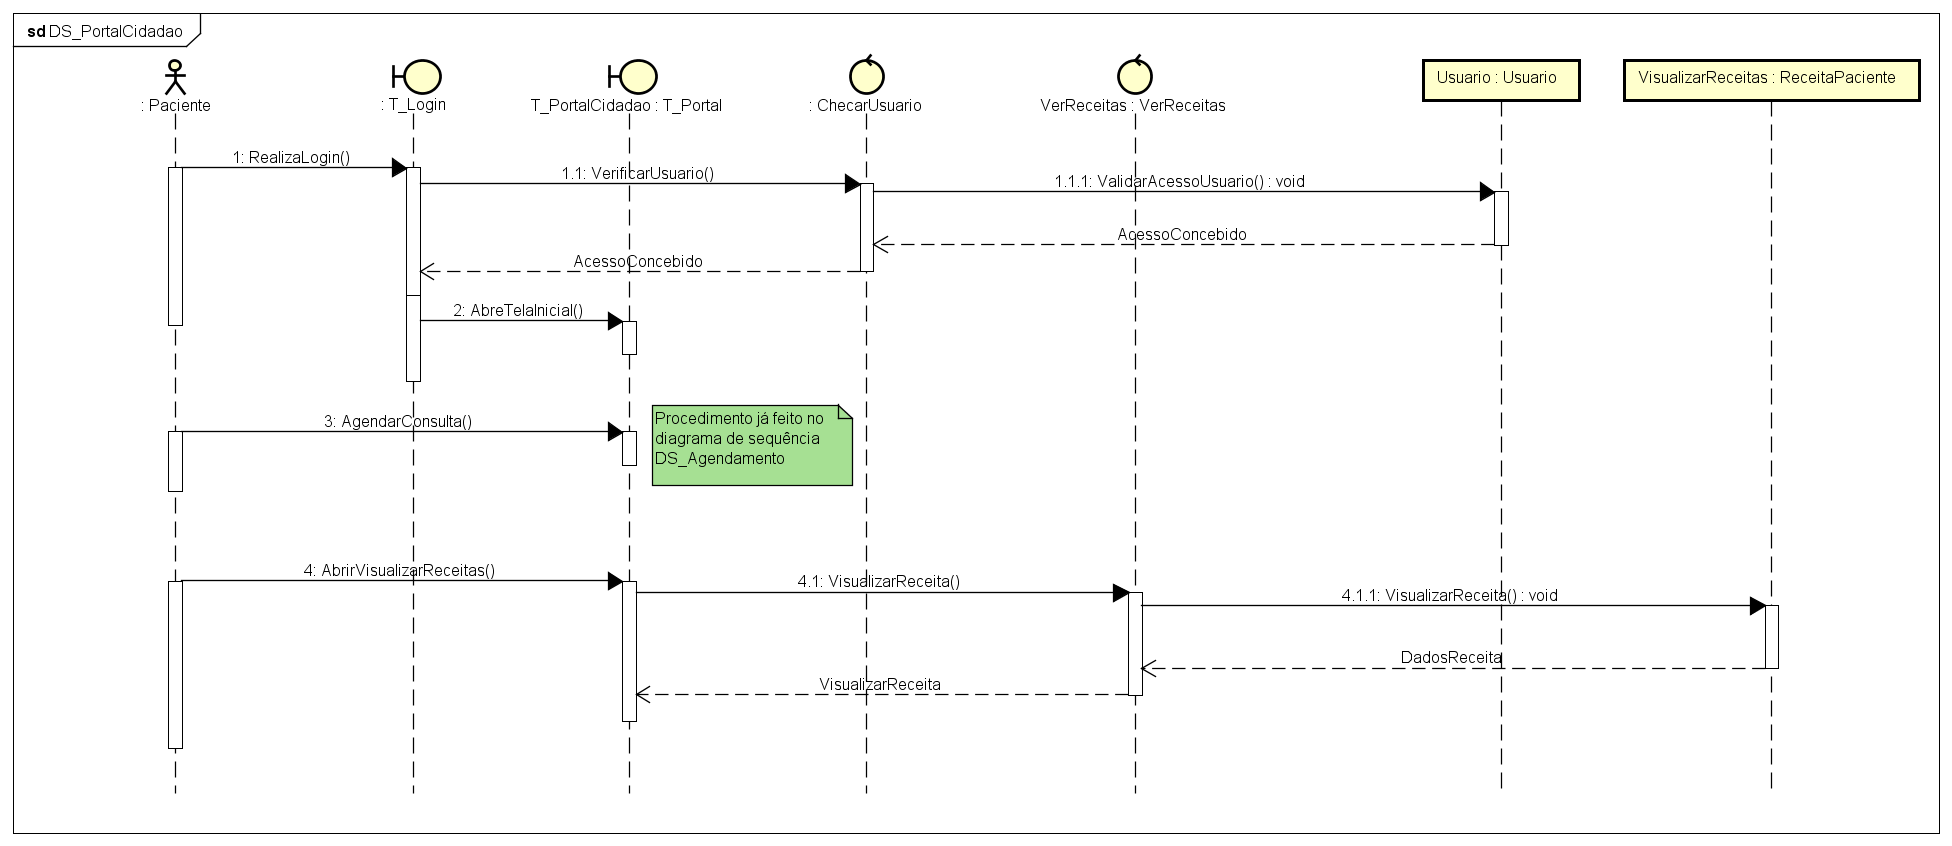 sd DS_PortalCidadao
: Paciente
: T_Login
T_PortalCidadao : T_Portal
: ChecarUsuario
VerReceitas : VerReceitas
Usuario : Usuario
VisualizarReceitas : ReceitaPaciente
1: RealizaLogin()
1.1: VerificarUsuario()
1.1.1: ValidarAcessoUsuario() : void
AcessoConcebido
AcessoConcebido
2: AbreTelaInicial()
3: AgendarConsulta()
Procedimento já feito no
diagrama de sequência
DS_Agendamento
4: AbrirVisualizarReceitas()
4.1: VisualizarReceita()
4.1.1: VisualizarReceita() : void
DadosReceita
VisualizarReceita